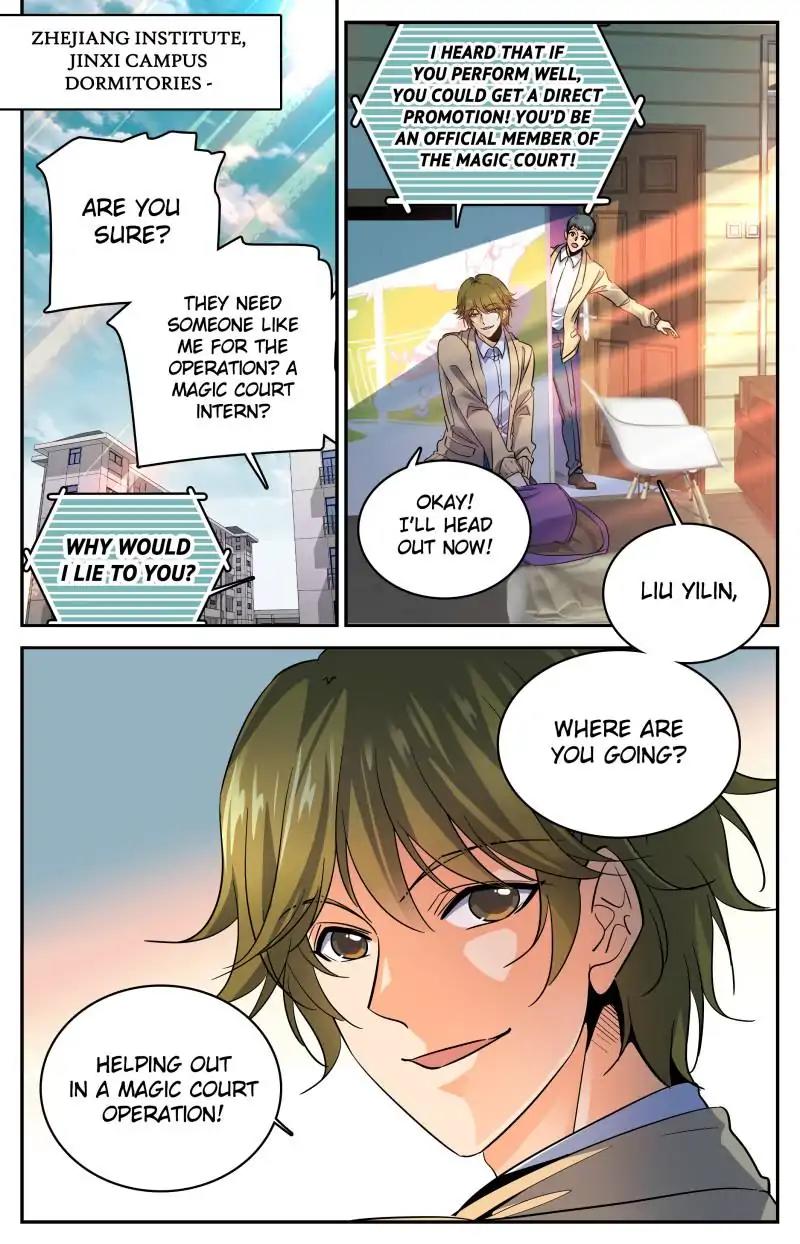 ZHEJIANG INSTITUTE,
JINXI CAMPUS
DORMITORIES -
ARE YOU
SURE?
THEY NEED
SOMEONE LIKE
ME FOR THE
OPERATION? A
MAGIC COURT
INTERN?
WHY WOULD
I LIE TO YOU?
I HEARD THAT IF
YOU PERFORM WELL,
YOU COULD GET A DIRECT
PROMOTION! YOU'D BE
AN OFFICIAL MEMBER OF
THE MAGIC COURT!
OKAY!
I'LL HEAD
OUT NOW!
LIU YILIN,
WHERE ARE
YOU GOING?
HELPING OUT
IN A MAGIC COURT
OPERATION!